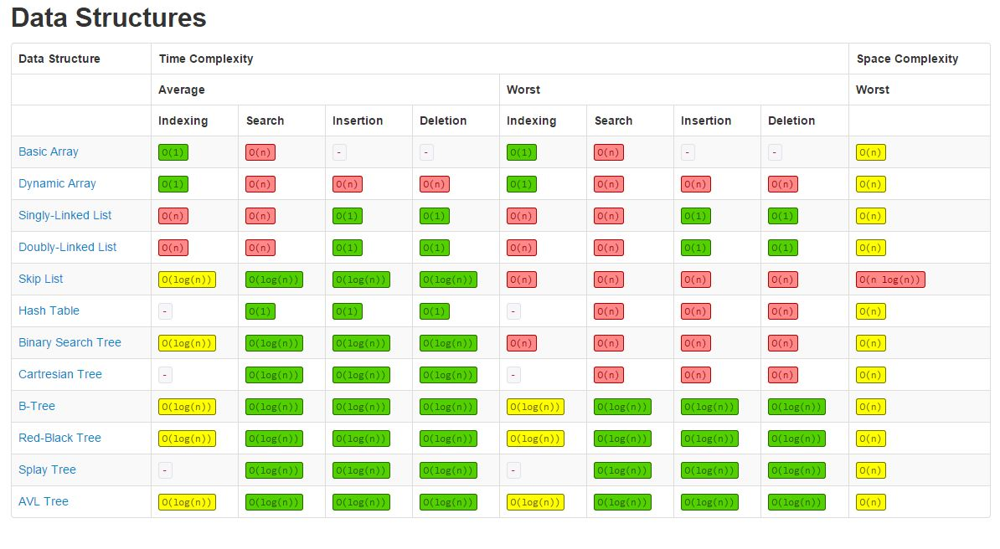 Data Structures
Data Structure Time Complexity Space Complexity
Average Worst Worst
Indexing Search Insertion Deletion Indexing Search Insertion Deletion
Basic Array O(1) O(n) - - O(1) O(n) - - O(n)
Dynamic Array O(1) O(n) O(n) O(n) O(1) O(n) O(n) O(n) O(n)
Singly-Linked List O(n) O(n) O(1) O(1) O(n) O(n) O(1) O(1) O(n)
Doubly-Linked List O(n) O(n) O(1) O(1) O(n) O(n) O(1) O(1) O(n)
Skip List O(log(n)) O(log(n)) O(log(n)) O(log(n)) O(n) O(n) O(n) O(n) O(n log(n))
Hash Table - O(1) O(1) O(1) - O(n) O(n) O(n) O(n)
Binary Search Tree O(log(n)) O(log(n)) O(log(n)) O(log(n)) O(n) O(n) O(n) O(n) O(n)
Cartresian Tree - O(log(n)) O(log(n)) O(log(n)) - O(n) O(n) O(n) O(n)
B-Tree O(log(n)) O(log(n)) O(log(n)) O(log(n)) O(log(n)) O(log(n)) O(log(n)) O(log(n)) O(n)
Red-Black Tree O(log(n)) O(log(n)) O(log(n)) O(log(n)) O(log(n)) O(log(n)) O(log(n)) O(log(n)) O(n)
Splay Tree - O(log(n)) O(log(n)) O(log(n)) - O(log(n)) O(log(n)) O(log(n)) O(n)
AVL Tree O(log(n)) O(log(n)) O(log(n)) O(log(n)) O(log(n)) O(log(n)) O(log(n)) O(log(n)) O(n)